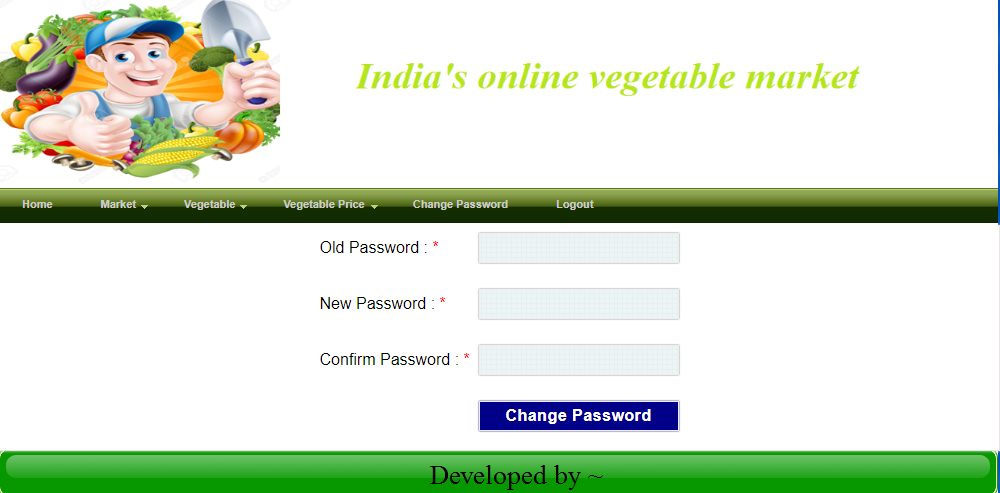 India's online vegetable market
Home Market Vegetable Vegetable Price Change Password Logout
Old Password : *
New Password : *
Confirm Password : *
Change Password
Developed by ~